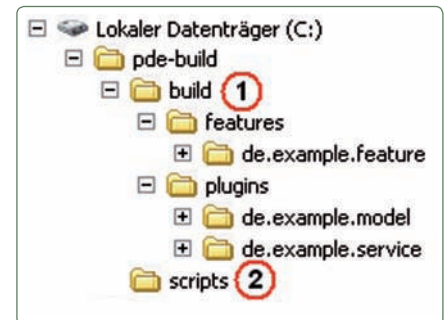 Lokaler Datenträger (C:)
pde-build
build 1
features
de.example.feature
plugins
de.example.model
de.example.service
scripts 2